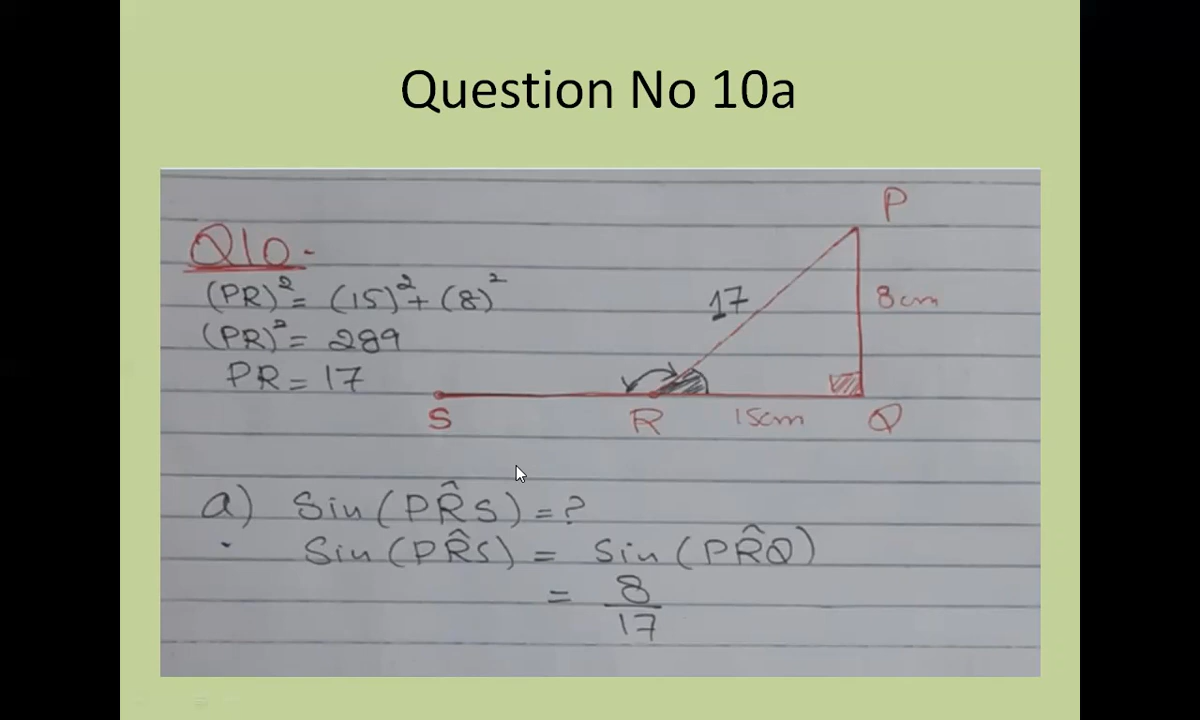 Question No 10a
Q10.
P
(PR)² = (15)² + (8)²
17
8cm
(PR)² = 289
PR = 17
S
R
15cm
Q
a) Sin(PR̂S) = ?
Sin(PR̂S) = Sin(PR̂Q)
= 8/17